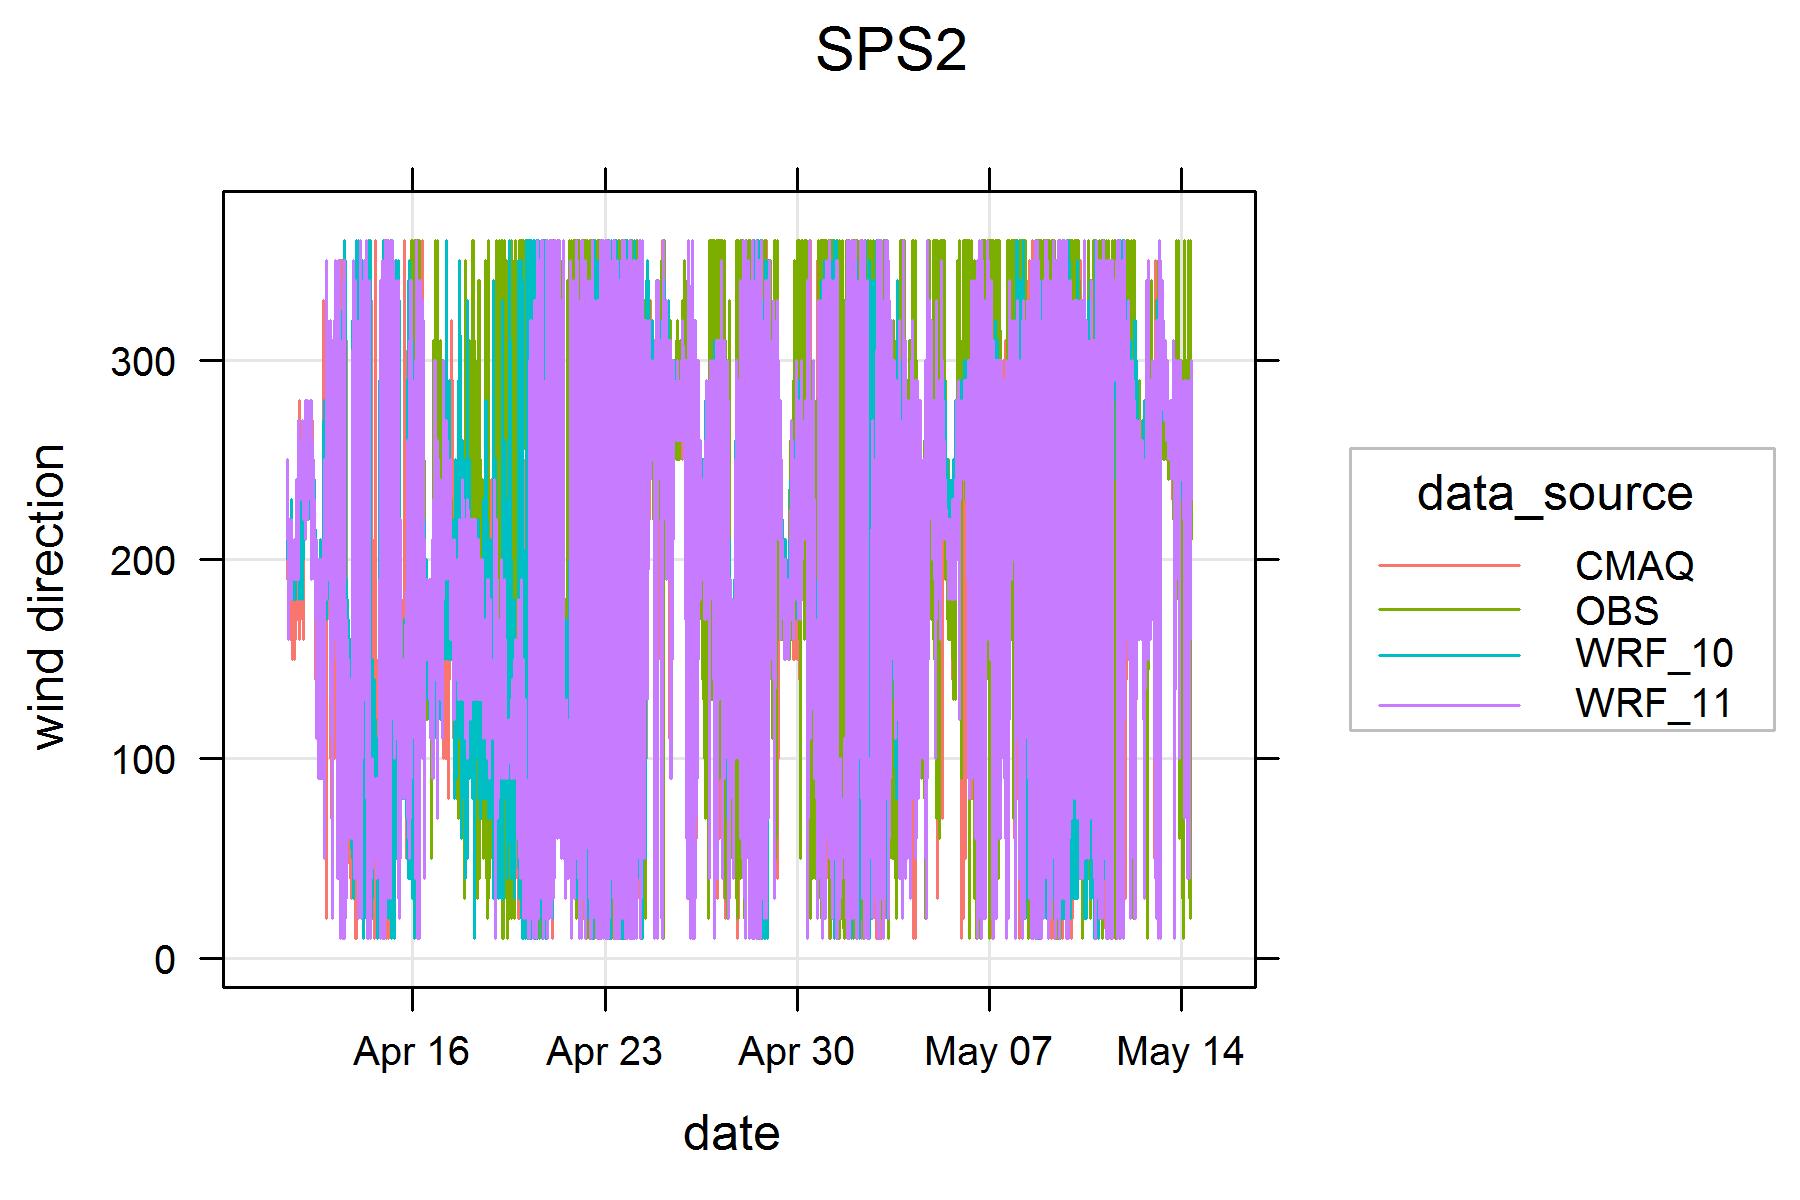 SPS2
300
200
100
0
wind direction
Apr 16
Apr 23
Apr 30
May 07
May 14
date
data_source
CMAQ
OBS
WRF_10
WRF_11